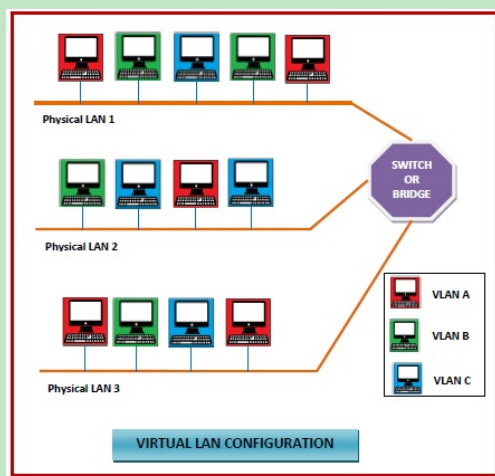 Physical LAN 1
SWITCH
OR
BRIDGE
Physical LAN 2
VLAN A
VLAN B
VLAN C
Physical LAN 3
VIRTUAL LAN CONFIGURATION